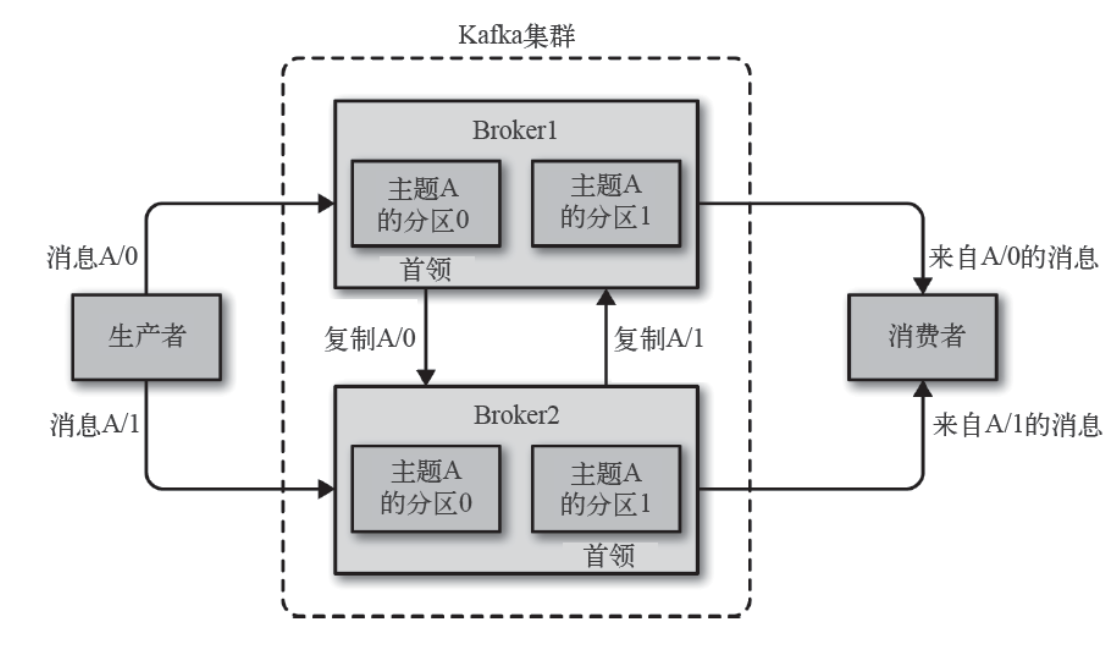 Kafka集群
Broker1
主题A
的分区0
主题A
的分区1
首领
消息A/0
来自A/0的消息
生产者
复制A/0
复制A/1
消费者
消息A/1
来自A/1的消息
Broker2
主题A
的分区0
主题A
的分区1
首领